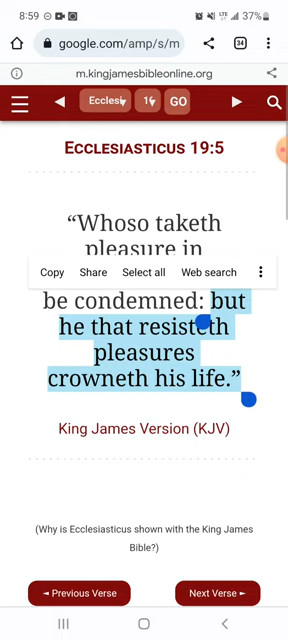 8:59
LTE
37%
google.com/amp/s/m
34
m.kingjamesbibleonline.org
Ecclesi
GO
ECCLESIASTICUS 19:5
“Whoso taketh
pleasure in
Copy Share Select all Web search
be condemned: but
he that resisteth
pleasures
crowneth his life.”
King James Version (KJV)
(Why is Ecclesiasticus shown with the King James
Bible?)
◄ Previous Verse Next Verse ►